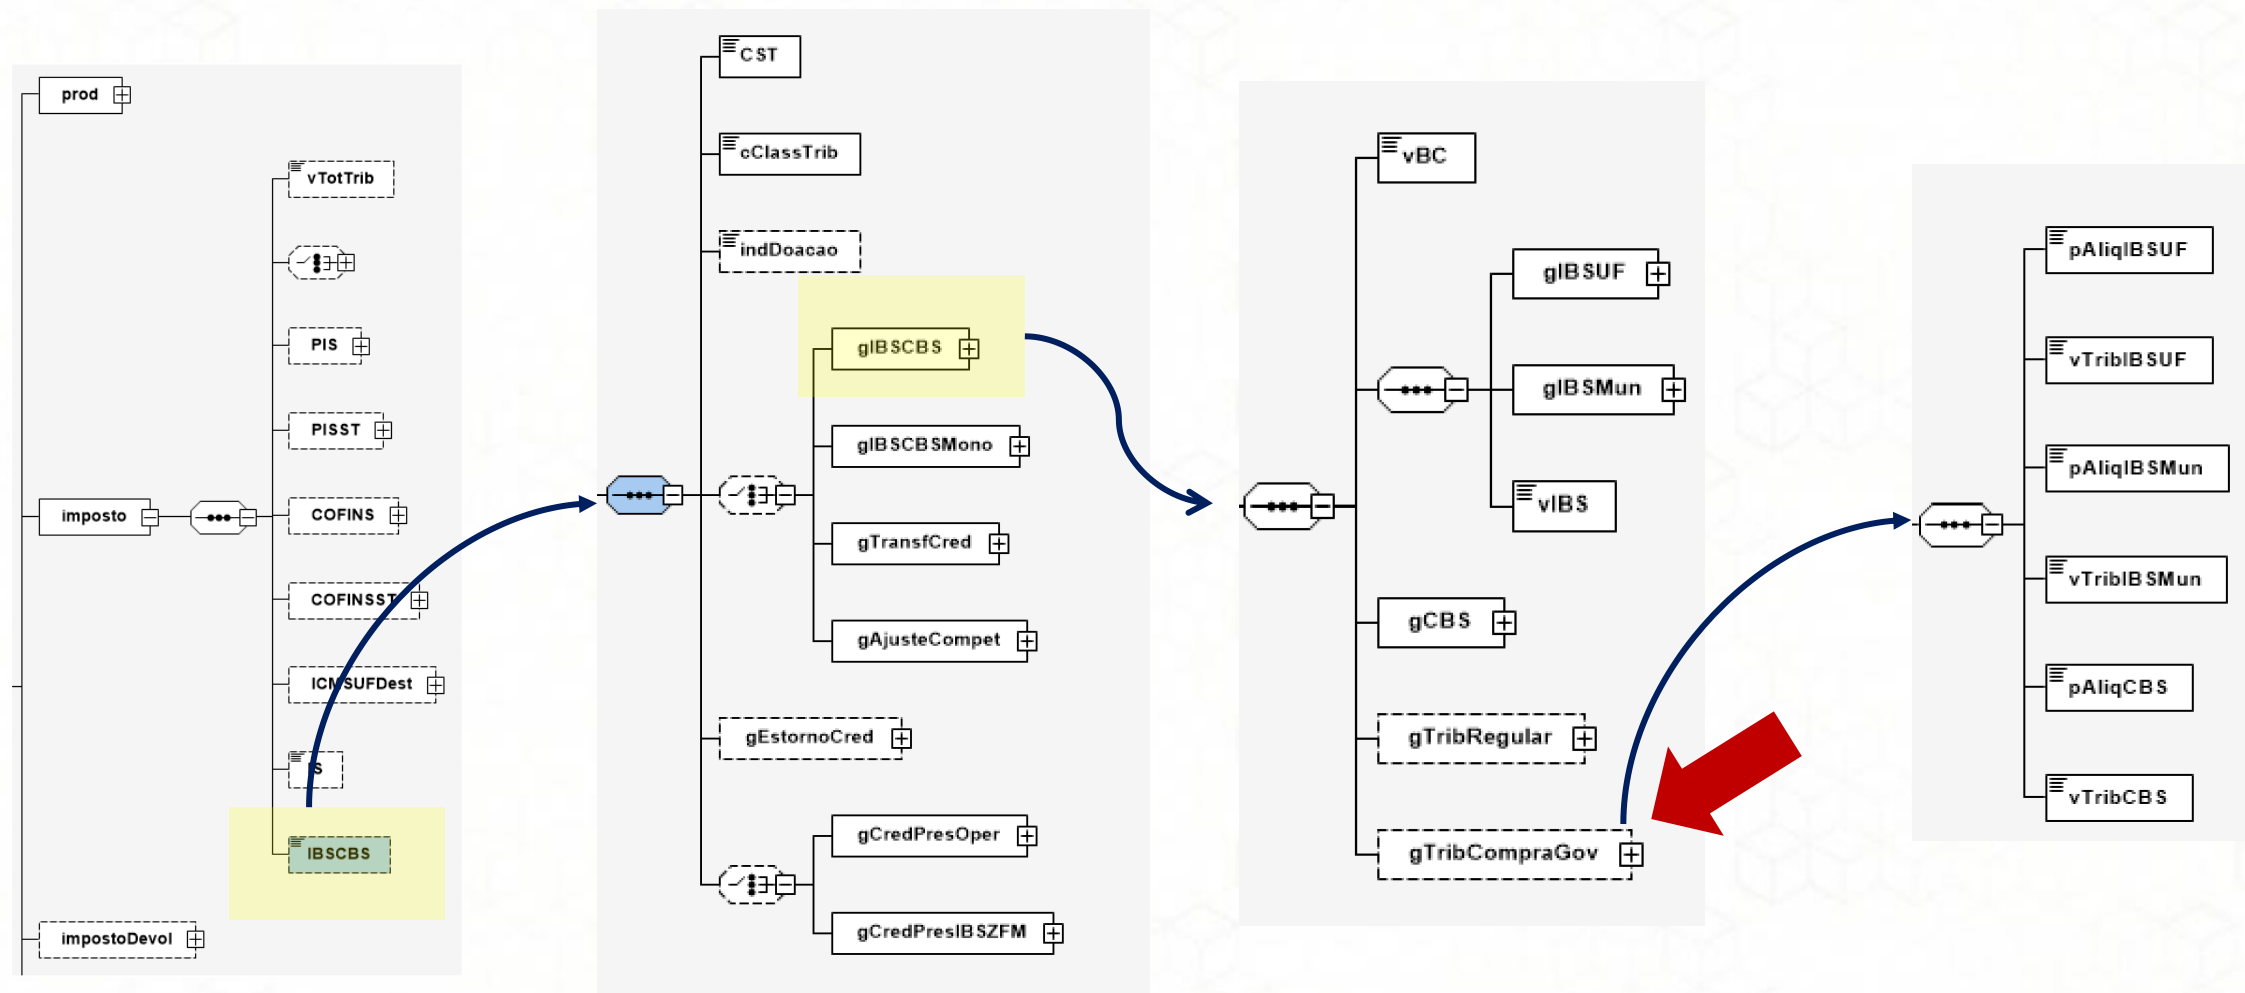 prod
vTotTrib
PIS
PISST
COFINS
COFINSST
imposto
ICMSUFDest
IS
IBSCBS
impostoDevol
CST
cClassTrib
indDoacao
gIBSCBS
gIBSCBSMono
gTransfCred
gAjusteCompet
gEstornoCred
gCredPresOper
gCredPresIBSZFM
vBC
gIBSUF
gIBSMun
vIBS
gCBS
gTribRegular
gTribCompraGov
pAliqIBSUF
vTribIBSUF
pAliqIBSMun
vTribIBSMun
pAliqCBS
vTribCBS